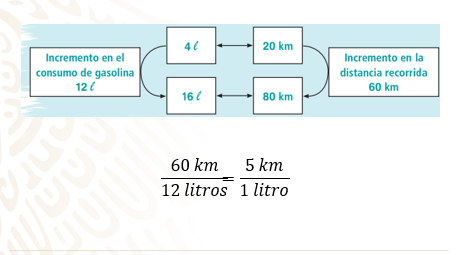 Incremento en el
consumo de gasolina
12 ℓ
4 ℓ
20 km
16 ℓ
80 km
Incremento en la
distancia recorrida
60 km
60 km
12 litros
=
5 km
1 litro